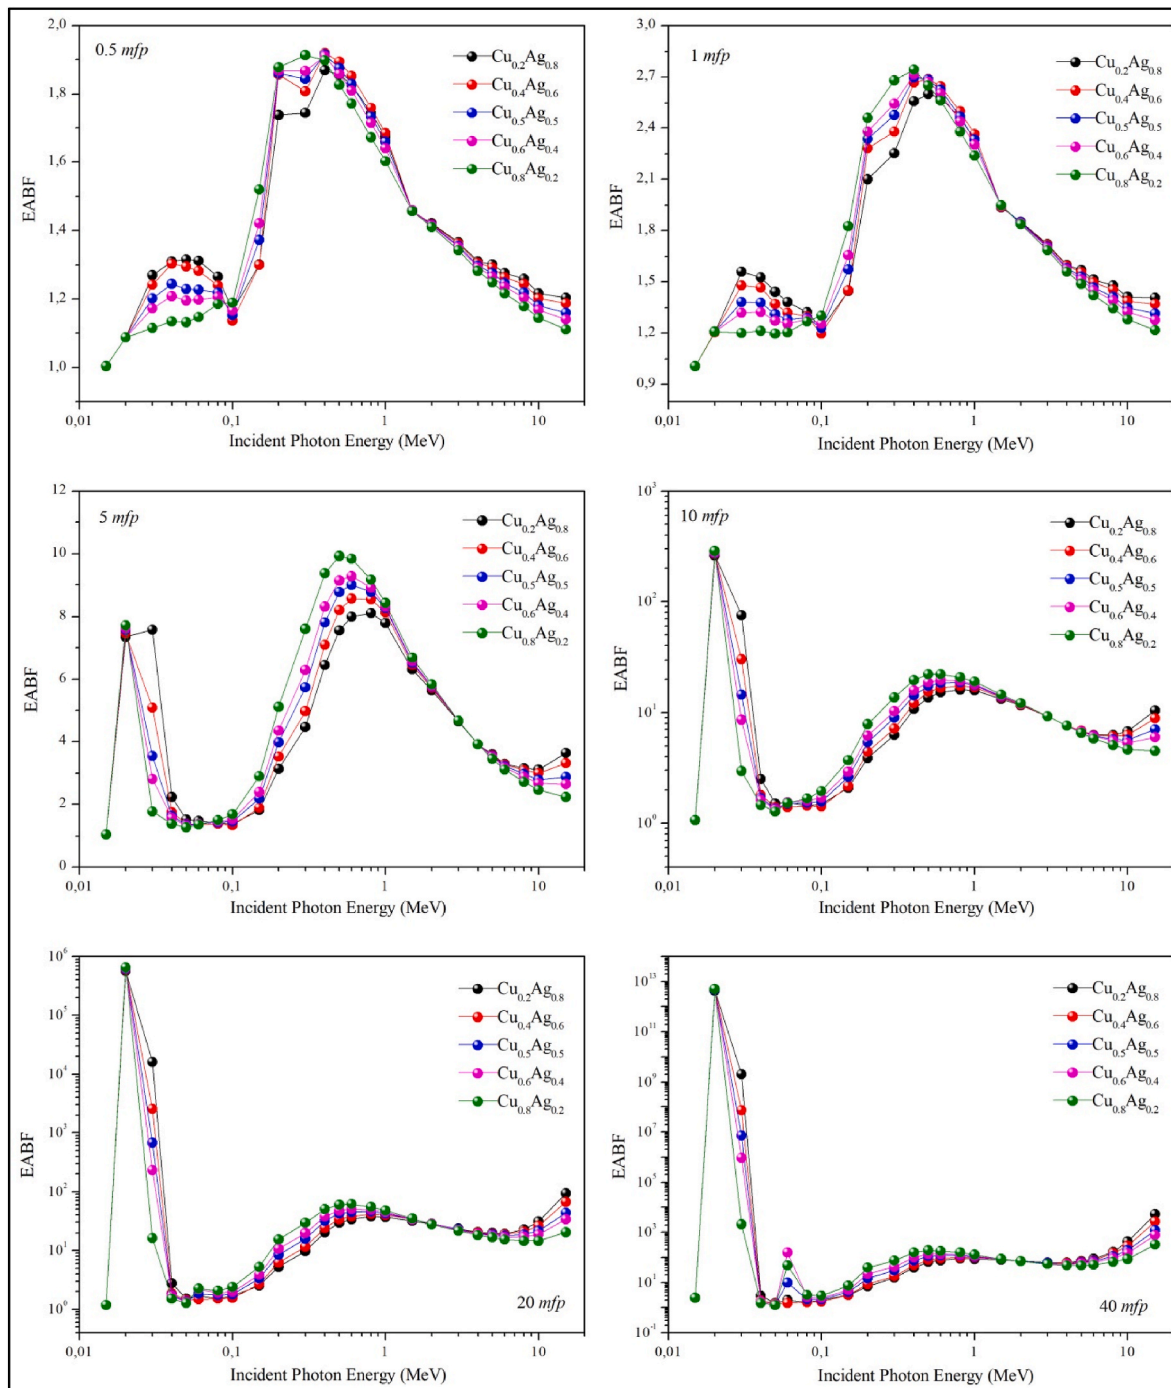 2,0
0.5 mfp
Cu0.2Ag0.8
Cu0.4Ag0.6
Cu0.5Ag0.5
Cu0.6Ag0.4
Cu0.8Ag0.2
1,8
1,6
EABF
1,4
1,2
1,0
0,01
0,1
1
10
Incident Photon Energy (MeV)
3,0
1 mfp
Cu0.2Ag0.8
Cu0.4Ag0.6
Cu0.5Ag0.5
Cu0.6Ag0.4
Cu0.8Ag0.2
2,7
2,4
2,1
EABF
1,8
1,5
1,2
0,9
0,01
0,1
1
10
Incident Photon Energy (MeV)
12
5 mfp
Cu0.2Ag0.8
Cu0.4Ag0.6
Cu0.5Ag0.5
Cu0.6Ag0.4
Cu0.8Ag0.2
10
8
EABF
6
4
2
0
0,01
0,1
1
10
Incident Photon Energy (MeV)
10^3
10 mfp
Cu0.2Ag0.8
Cu0.4Ag0.6
Cu0.5Ag0.5
Cu0.6Ag0.4
Cu0.8Ag0.2
10^2
EABF
10^1
10^0
0,01
0,1
1
10
Incident Photon Energy (MeV)
10^6
Cu0.2Ag0.8
Cu0.4Ag0.6
Cu0.5Ag0.5
Cu0.6Ag0.4
Cu0.8Ag0.2
10^5
10^4
EABF
10^3
10^2
10^1
10^0
20 mfp
0,01
0,1
1
10
Incident Photon Energy (MeV)
10^13
Cu0.2Ag0.8
Cu0.4Ag0.6
Cu0.5Ag0.5
Cu0.6Ag0.4
Cu0.8Ag0.2
10^11
10^9
EABF
10^7
10^5
10^3
10^1
10^-1
40 mfp
0,01
0,1
1
10
Incident Photon Energy (MeV)